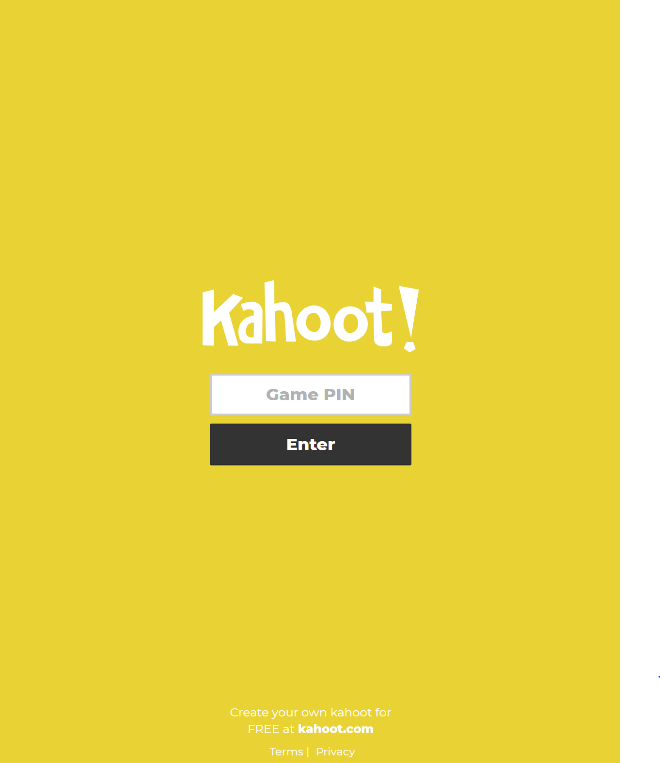 Kahoot!
Game PIN
Enter
Create your own kahoot for
FREE at kahoot.com
Terms | Privacy